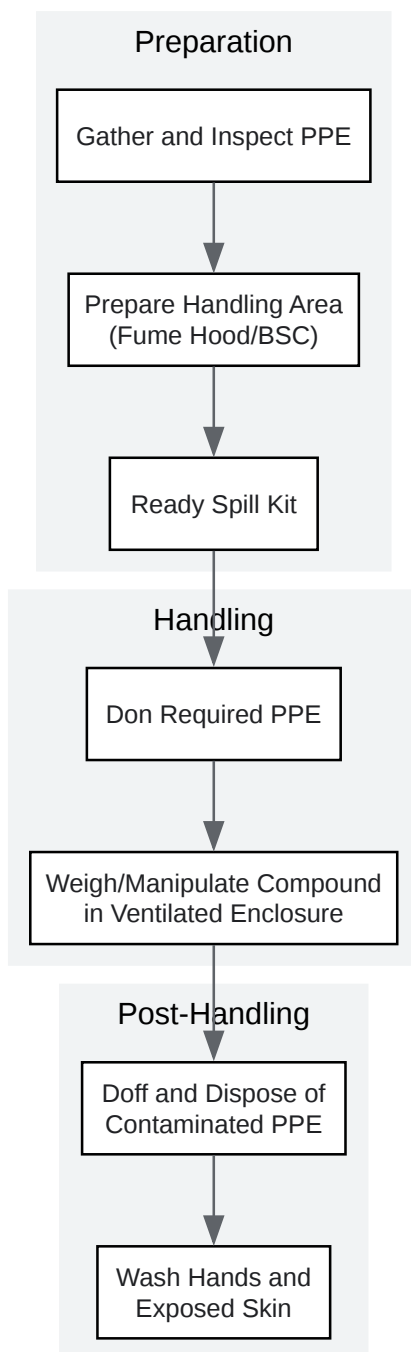 Preparation
Gather and Inspect PPE
Prepare Handling Area
(Fume Hood/BSC)
Ready Spill Kit
Handling
Don Required PPE
Weigh/Manipulate Compound
in Ventilated Enclosure
Post-Handling
Doff and Dispose of
Contaminated PPE
Wash Hands and
Exposed Skin